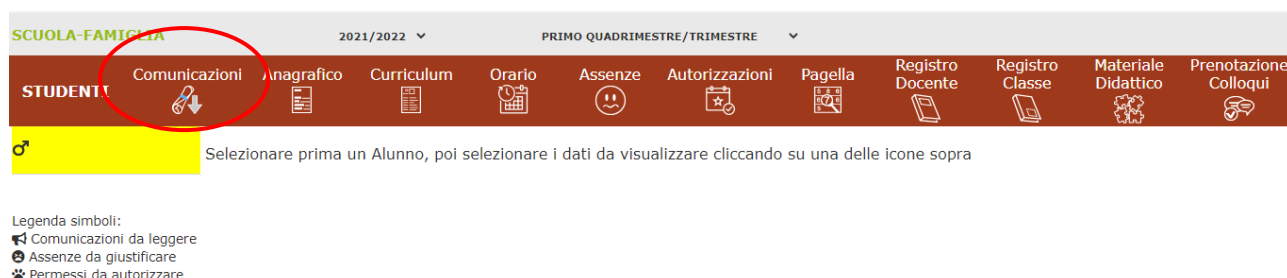 SCUOLA-FAMIGLIA 2021/2022 PRIMO QUADRIMESTRE/TRIMESTRE
STUDENTI Comunicazioni Anagrafico Curriculum Orario Assenze Autorizzazioni Pagella Registro Docente Registro Classe Materiale Didattico Prenotazione Colloqui
Selezionare prima un Alunno, poi selezionare i dati da visualizzare cliccando su una delle icone sopra
Legenda simboli:
Comunicazioni da leggere
Assenze da giustificare
Permessi da autorizzare